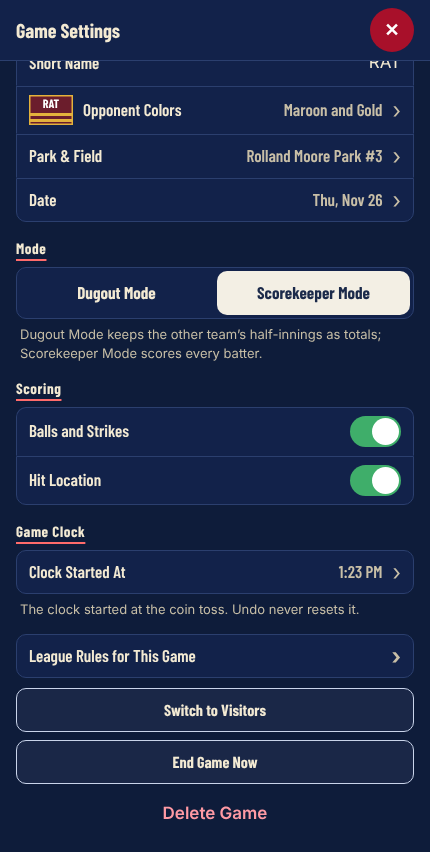 Game Settings
Short Name RAT
RAT Opponent Colors Maroon and Gold
Park & Field Rolland Moore Park #3
Date Thu, Nov 26
Mode
Dugout Mode Scorekeeper Mode
Dugout Mode keeps the other team’s half-innings as totals;
Scorekeeper Mode scores every batter.
Scoring
Balls and Strikes
Hit Location
Game Clock
Clock Started At 1:23 PM
The clock started at the coin toss. Undo never resets it.
League Rules for This Game
Switch to Visitors
End Game Now
Delete Game